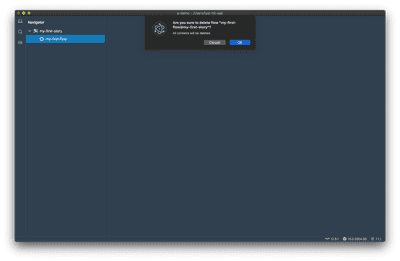 Navigator
my-first-story
my-first-flow
Are you sure to delete flow "my-first-
flow@my-first-story"?
All contents will be deleted
Cancel
OK